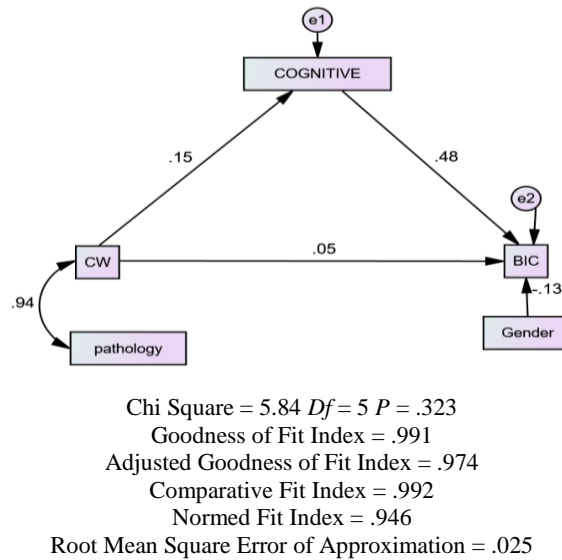 e1
COGNITIVE
.15
.48
e2
CW
.05
BIC
.94
-.13
pathology
Gender
Chi Square = 5.84 Df = 5 P = .323
Goodness of Fit Index = .991
Adjusted Goodness of Fit Index = .974
Comparative Fit Index = .992
Normed Fit Index = .946
Root Mean Square Error of Approximation = .025